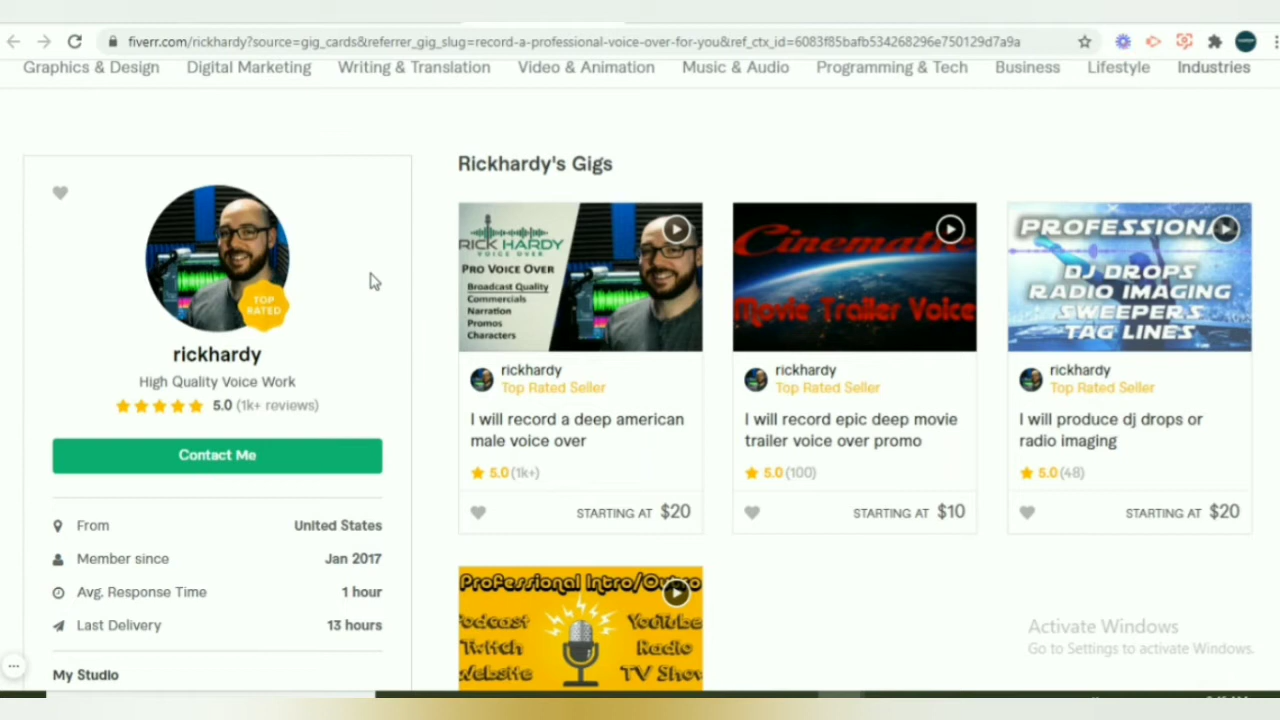 fiverr.com/rickhardy?source=gig_cards&referrer_gig_slug=record-a-professional-voice-over-for-you&ref_ctx_id=6083f85bafb534268296e750129d7a9a
Graphics & Design Digital Marketing Writing & Translation Video & Animation Music & Audio Programming & Tech Business Lifestyle Industries
TOP
RATED
rickhardy
High Quality Voice Work
5.0 (1k+ reviews)
Contact Me
From United States
Member since Jan 2017
Avg. Response Time 1 hour
Last Delivery 13 hours
My Studio
Rickhardy's Gigs
RICK HARDY
VOICE OVER
PRO VOICE OVER
Broadcast Quality
Commercials
Narration
Promos
Characters
rickhardy
Top Rated Seller
I will record a deep american
male voice over
5.0 (1k+)
STARTING AT $20
Cinematic
Movie Trailer Voice
rickhardy
Top Rated Seller
I will record epic deep movie
trailer voice over promo
5.0 (100)
STARTING AT $10
PROFESSIONA
DJ DROPS
RADIO IMAGING
SWEEPERS
TAG LINES
rickhardy
Top Rated Seller
I will produce dj drops or
radio imaging
5.0 (48)
STARTING AT $20
Professional Intro/Outro
Podcast YouTube
Twitch Radio
Website TV Show
Activate Windows
Go to Settings to activate Windows.